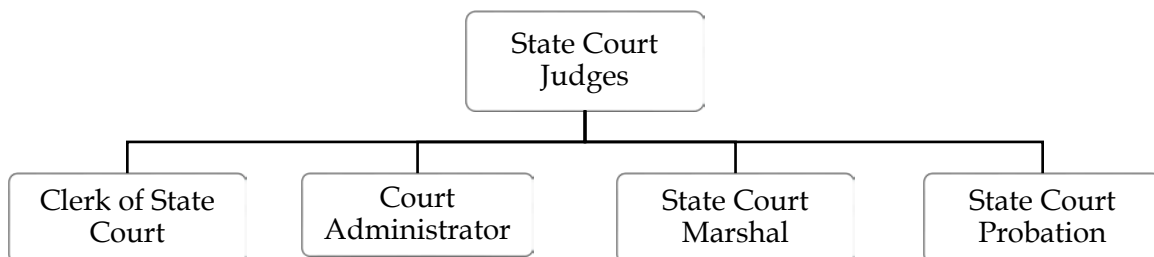 State Court
Judges
Clerk of State
Court
Court
Administrator
State Court
Marshal
State Court
Probation